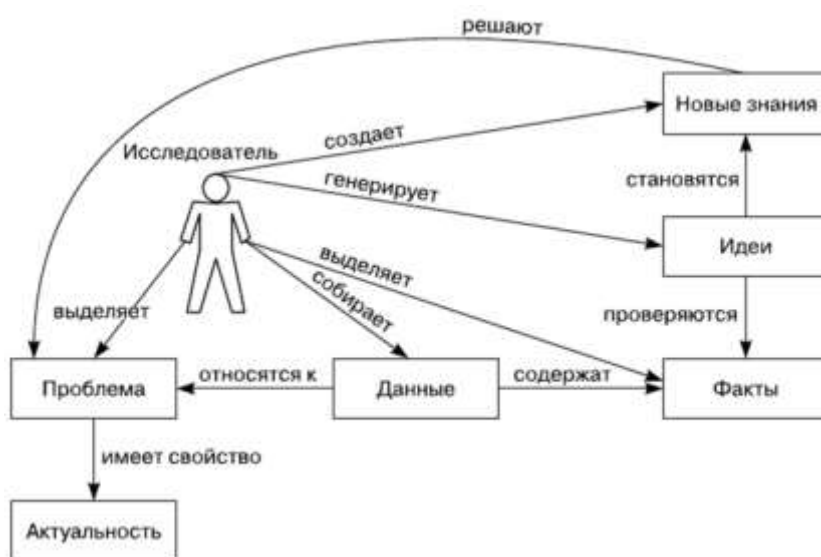 решают
Новые знания
создает
Исследователь
генерирует
становятся
Идеи
выделяет
собирает
выделяет
проверяются
Проблема
относятся к
Данные
содержат
Факты
имеет свойство
Актуальность